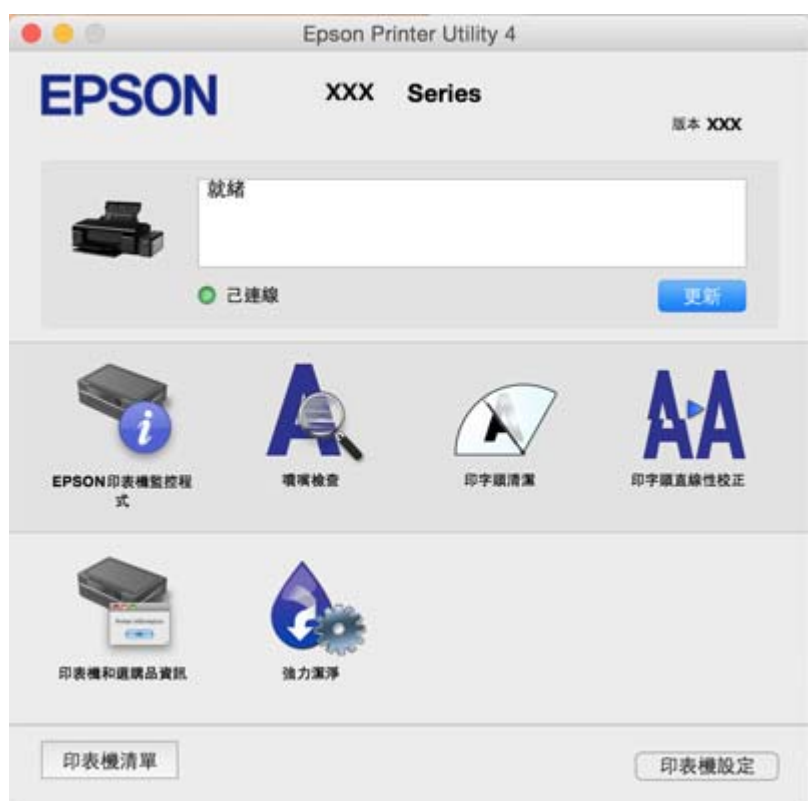 Epson Printer Utility 4
EPSON
XXX Series
版本 XXX
就緒
己連線
更新
EPSON印表機監控程
式
噴嘴檢查
印字頭清潔
印字頭直線性校正
印表機和選購品資訊
強力潔淨
印表機清單
印表機設定